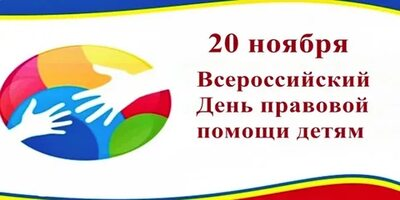 20 ноября
Всероссийский
День правовой
помощи детям